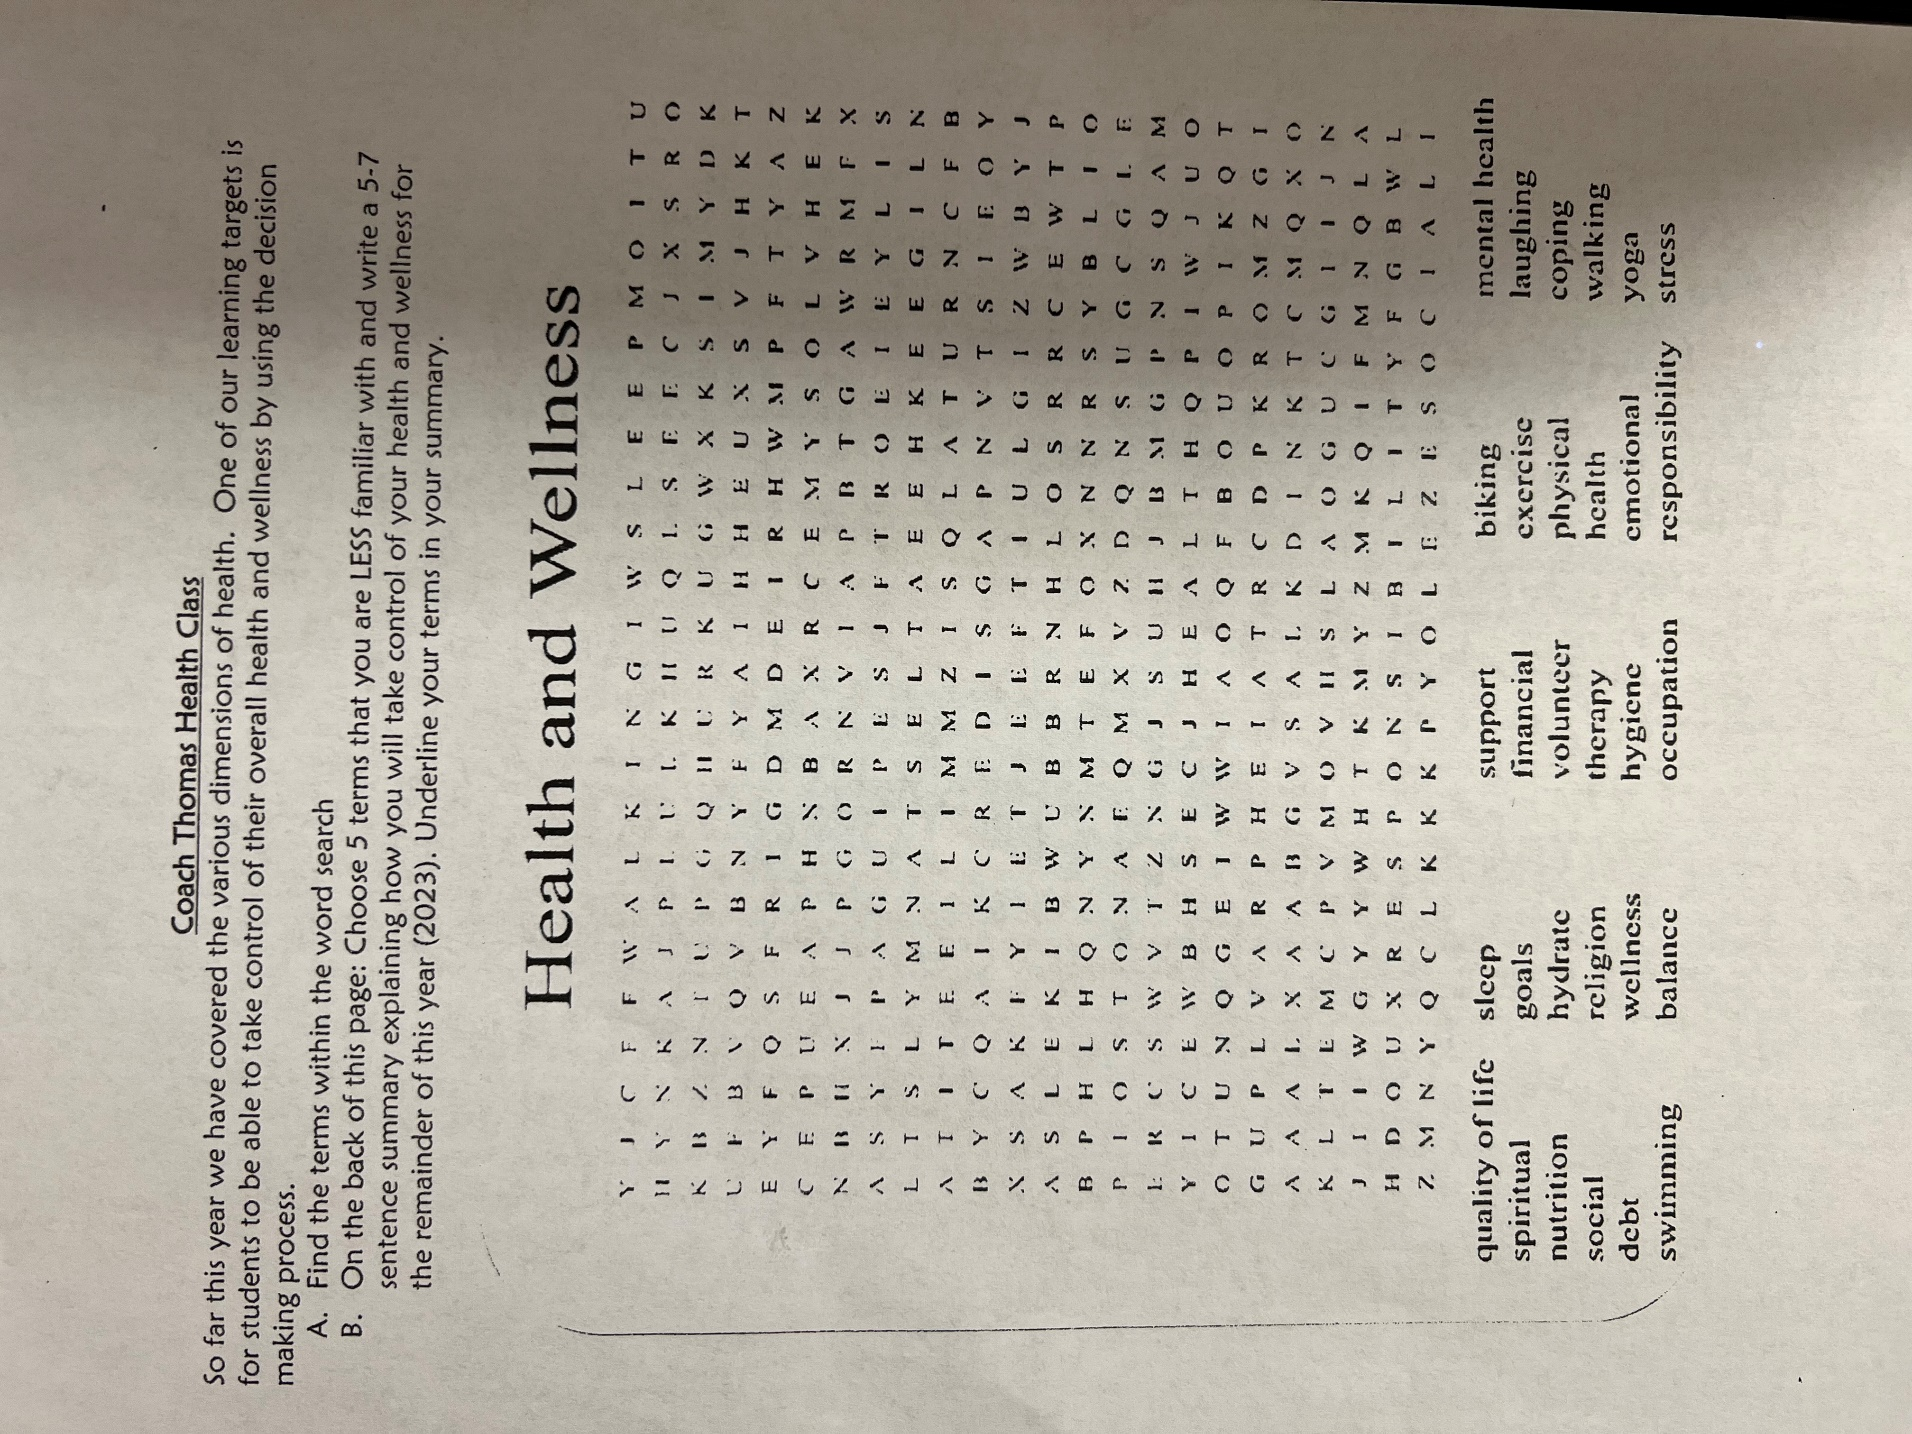 Coach Thomas Health Class
So far this year we have covered the various dimensions of health. One of our learning targets is
for students to be able to take control of their overall health and wellness by using the decision
making process.
A. Find the terms within the word search
B. On the back of this page: Choose 5 terms that you are LESS familiar with and write a 5-7
sentence summary explaining how you will take control of your health and wellness for
the remainder of this year (2023). Underline your terms in your summary.
Health and Wellness
Y J C F F W A L K I N G I W S L E E P M O I T U
H Y X K A J P L U L K H U Q L S E E C J X S R O
K B Z N T U P G Q H U R K U G W X K S I M Y D K
U F B V Q V B N Y F Y A I H H E U X S V J H K T
E Y F Q S F R I G D M D E I R H W M P F T Y A Z
C E P U E A P H N B A X R C E M Y S O L V H E K
N B H X J J P G O R N V I A P B T G A W R M F X
A S Y F P A G U I P E S J F T R O E I E Y L I S
L T S L Y M N A T S E L T A E E H K E E G I L N
A T I T E E I L I M M Z I S Q L A T U R N C F B
B Y C Q A I K C R E D I S G A P N V T S I E O Y
X S A K F Y I E T J E E F T I U L G I Z W B Y J
A S L E K I B W U B B R N H L O S R R C E W T P
B P H L H Q N Y N M T E F O X N N R S Y B L I O
P I O S T O N A E Q M X V Z D Q N S U G C G L E
E R C S W V T Z N G J S U H J B M G P N S Q A M
Y I C E W B H S E C J H E A L T H Q P I W J U O
O T U N Q G E I W W I A O Q F B O U O P I K Q T
G U P L V A R P H E I A T R C D P K R O M Z G I
A A A L X A A B G V S A L K D I N K T C M Q X O
K L T E M C P V M O V H S L A O G U C G I I J N
J I I W G Y Y W H T K M Y Z M K Q I F M N Q L A
H D O U X R E S P O N S I B I L I T Y F G B W L
Z M N Y Q C L K K K P Y O L E Z E S O C I A L I
quality of life sleep support biking mental health
spiritual goals financial exercise laughing
nutrition hydrate volunteer physical coping
social religion therapy health walking
debt wellness hygiene emotional yoga
swimming balance occupation responsibility stress